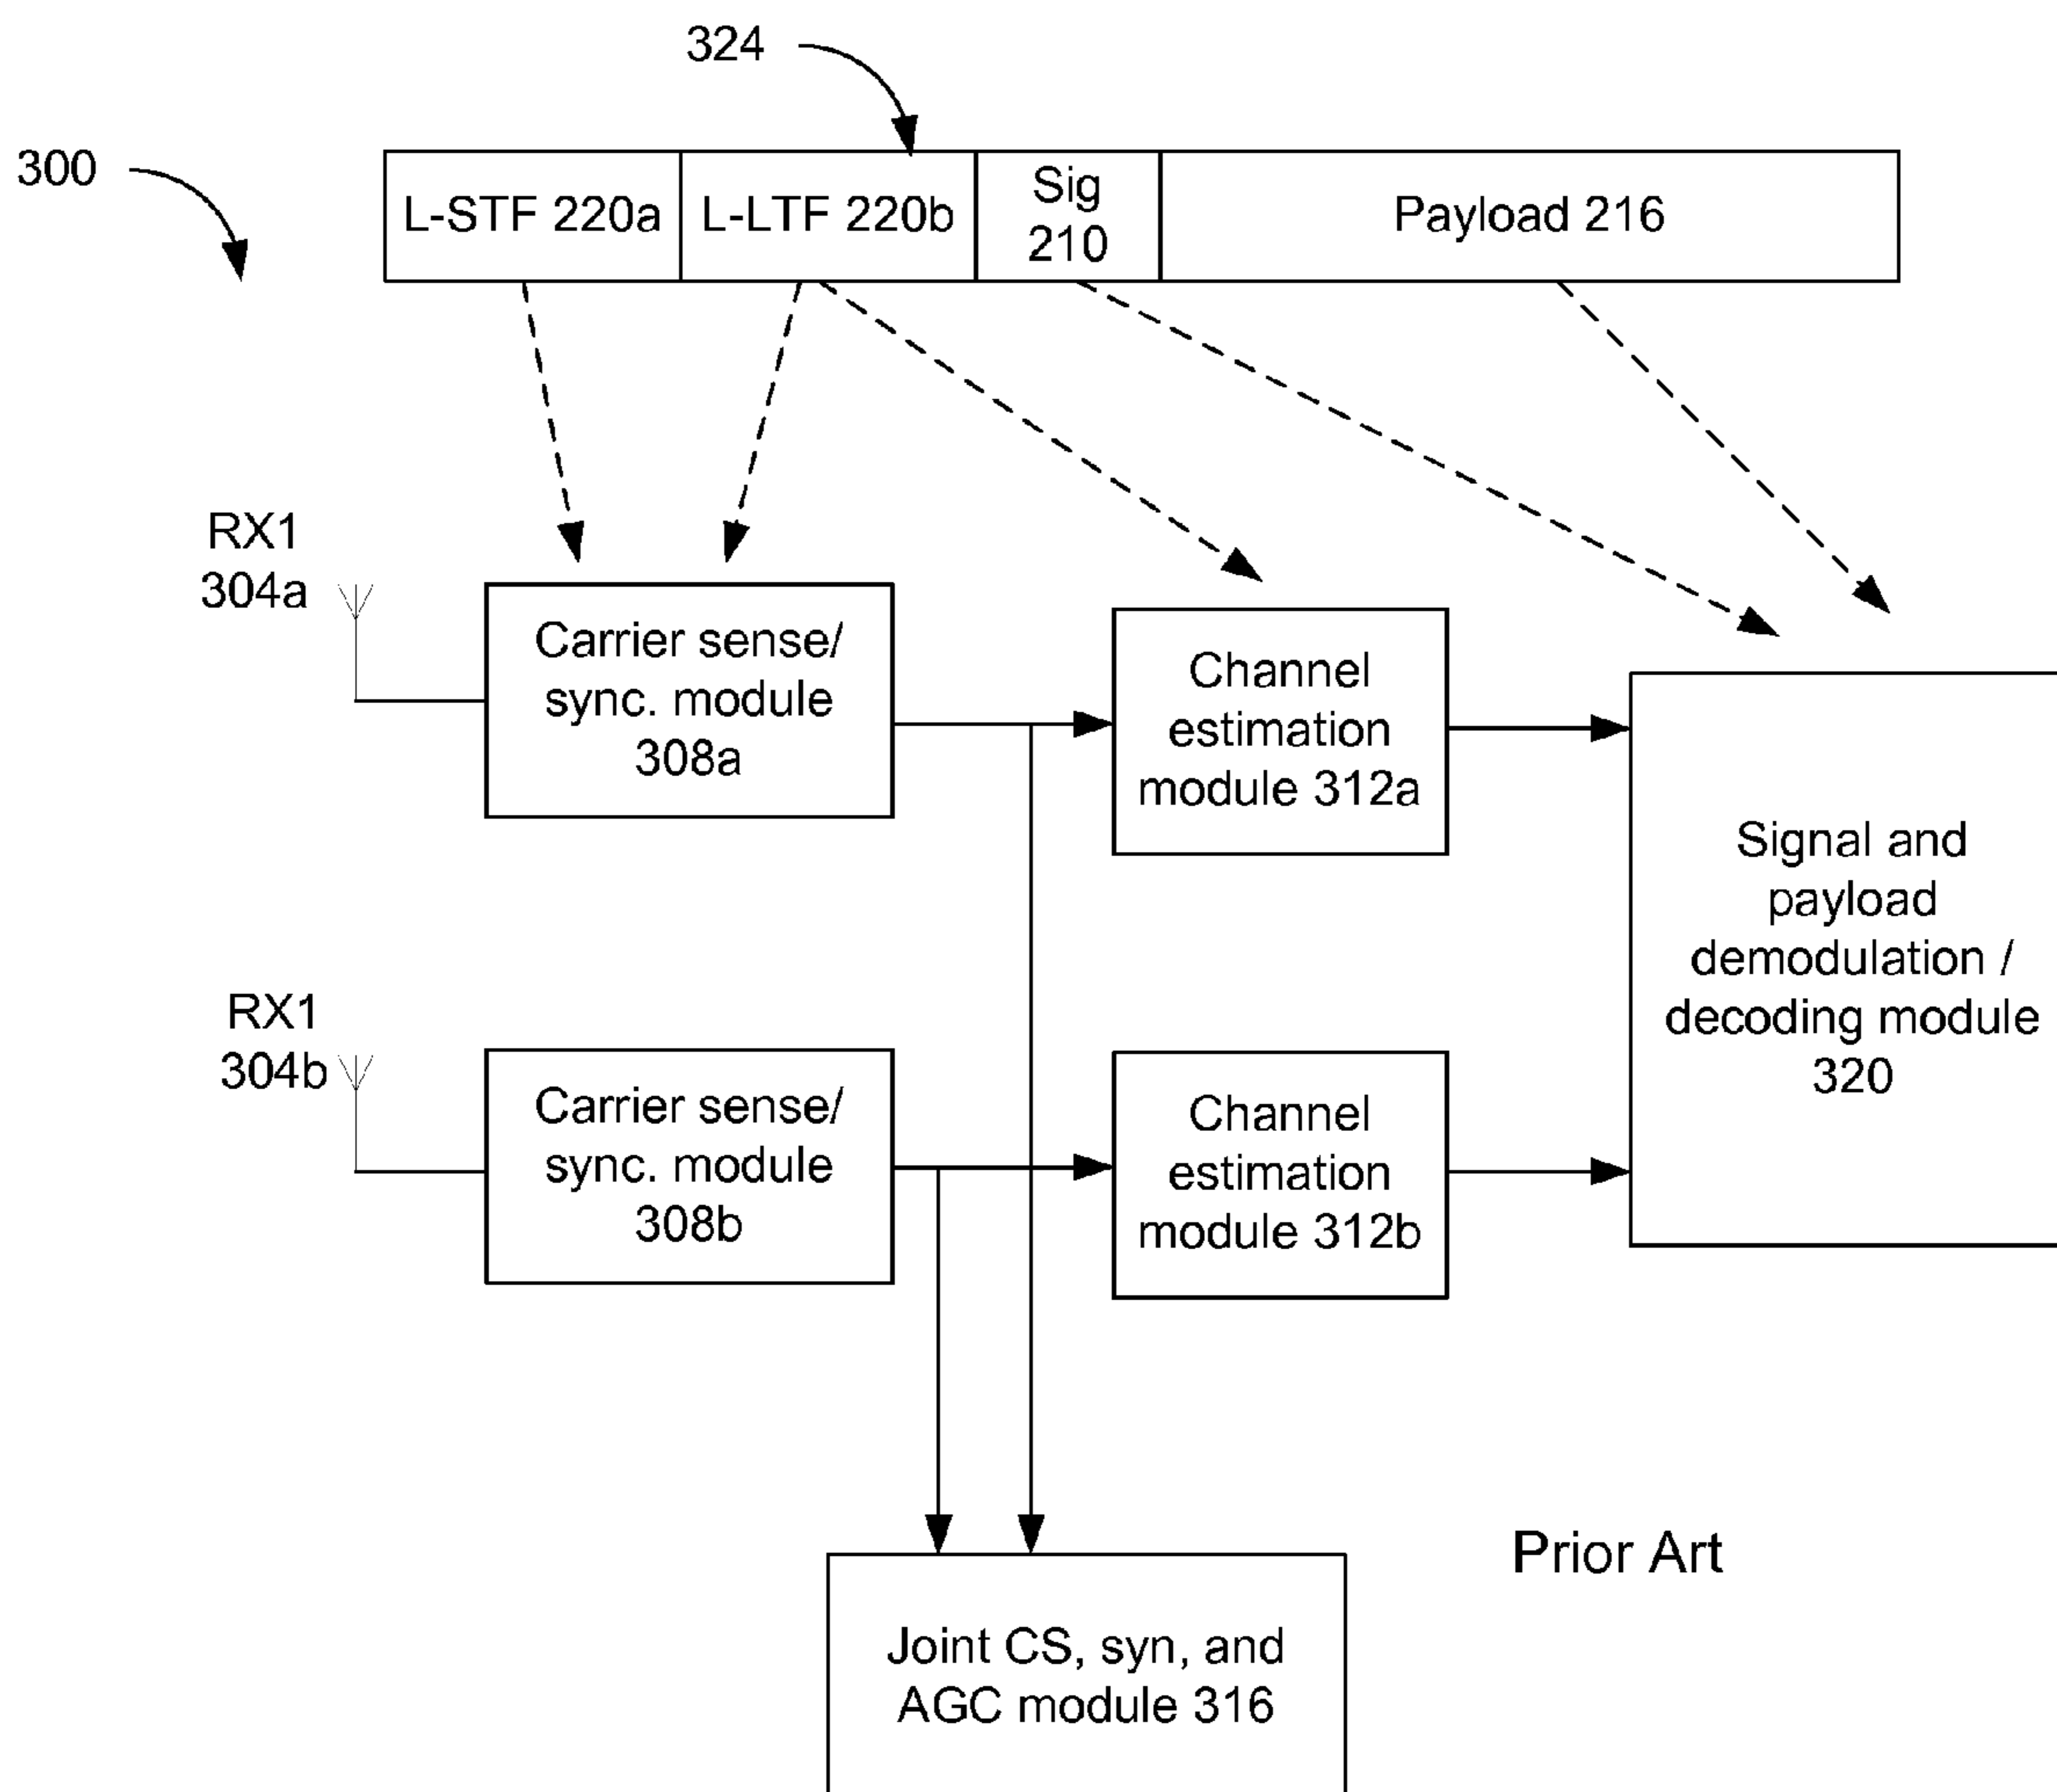 324
300
L-STF 220a
L-LTF 220b
Sig
210
Payload 216
RX1
304a
Carrier sense/
sync. module
308a
Channel
estimation
module 312a
Signal and
payload
demodulation /
decoding module
320
RX1
304b
Carrier sense/
sync. module
308b
Channel
estimation
module 312b
Prior Art
Joint CS, syn, and
AGC module 316